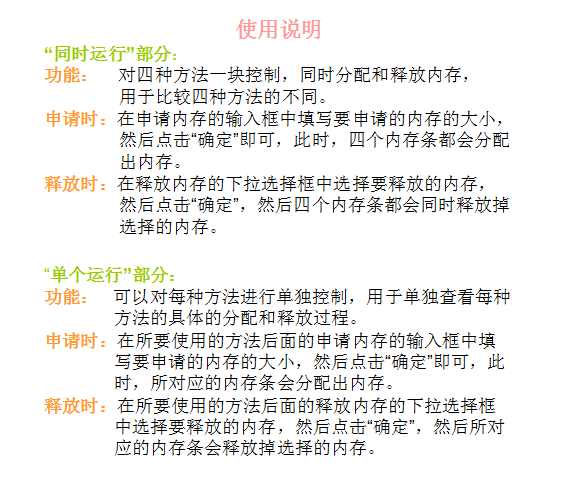 使用说明
“同时运行”部分：
功能： 对四种方法一块控制，同时分配和释放内存，
用于比较四种方法的不同。
申请时：在申请内存的输入框中填写要申请的内存的大小，
然后点击“确定”即可，此时，四个内存条都会分配
出内存。
释放时：在释放内存的下拉选择框中选择要释放的内存，
然后点击“确定”，然后四个内存条都会同时释放掉
选择的内存。
“单个运行”部分：
功能： 可以对每种方法进行单独控制，用于单独查看每种
方法的具体的分配和释放过程。
申请时：在所要使用的方法后面的申请内存的输入框中填
写要申请的内存的大小，然后点击“确定”即可，此
时，所对应的内存条会分配出内存。
释放时：在所要使用的方法后面的释放内存的下拉选择框
中选择要释放的内存，然后点击“确定”，然后所对
应的内存条会释放掉选择的内存。